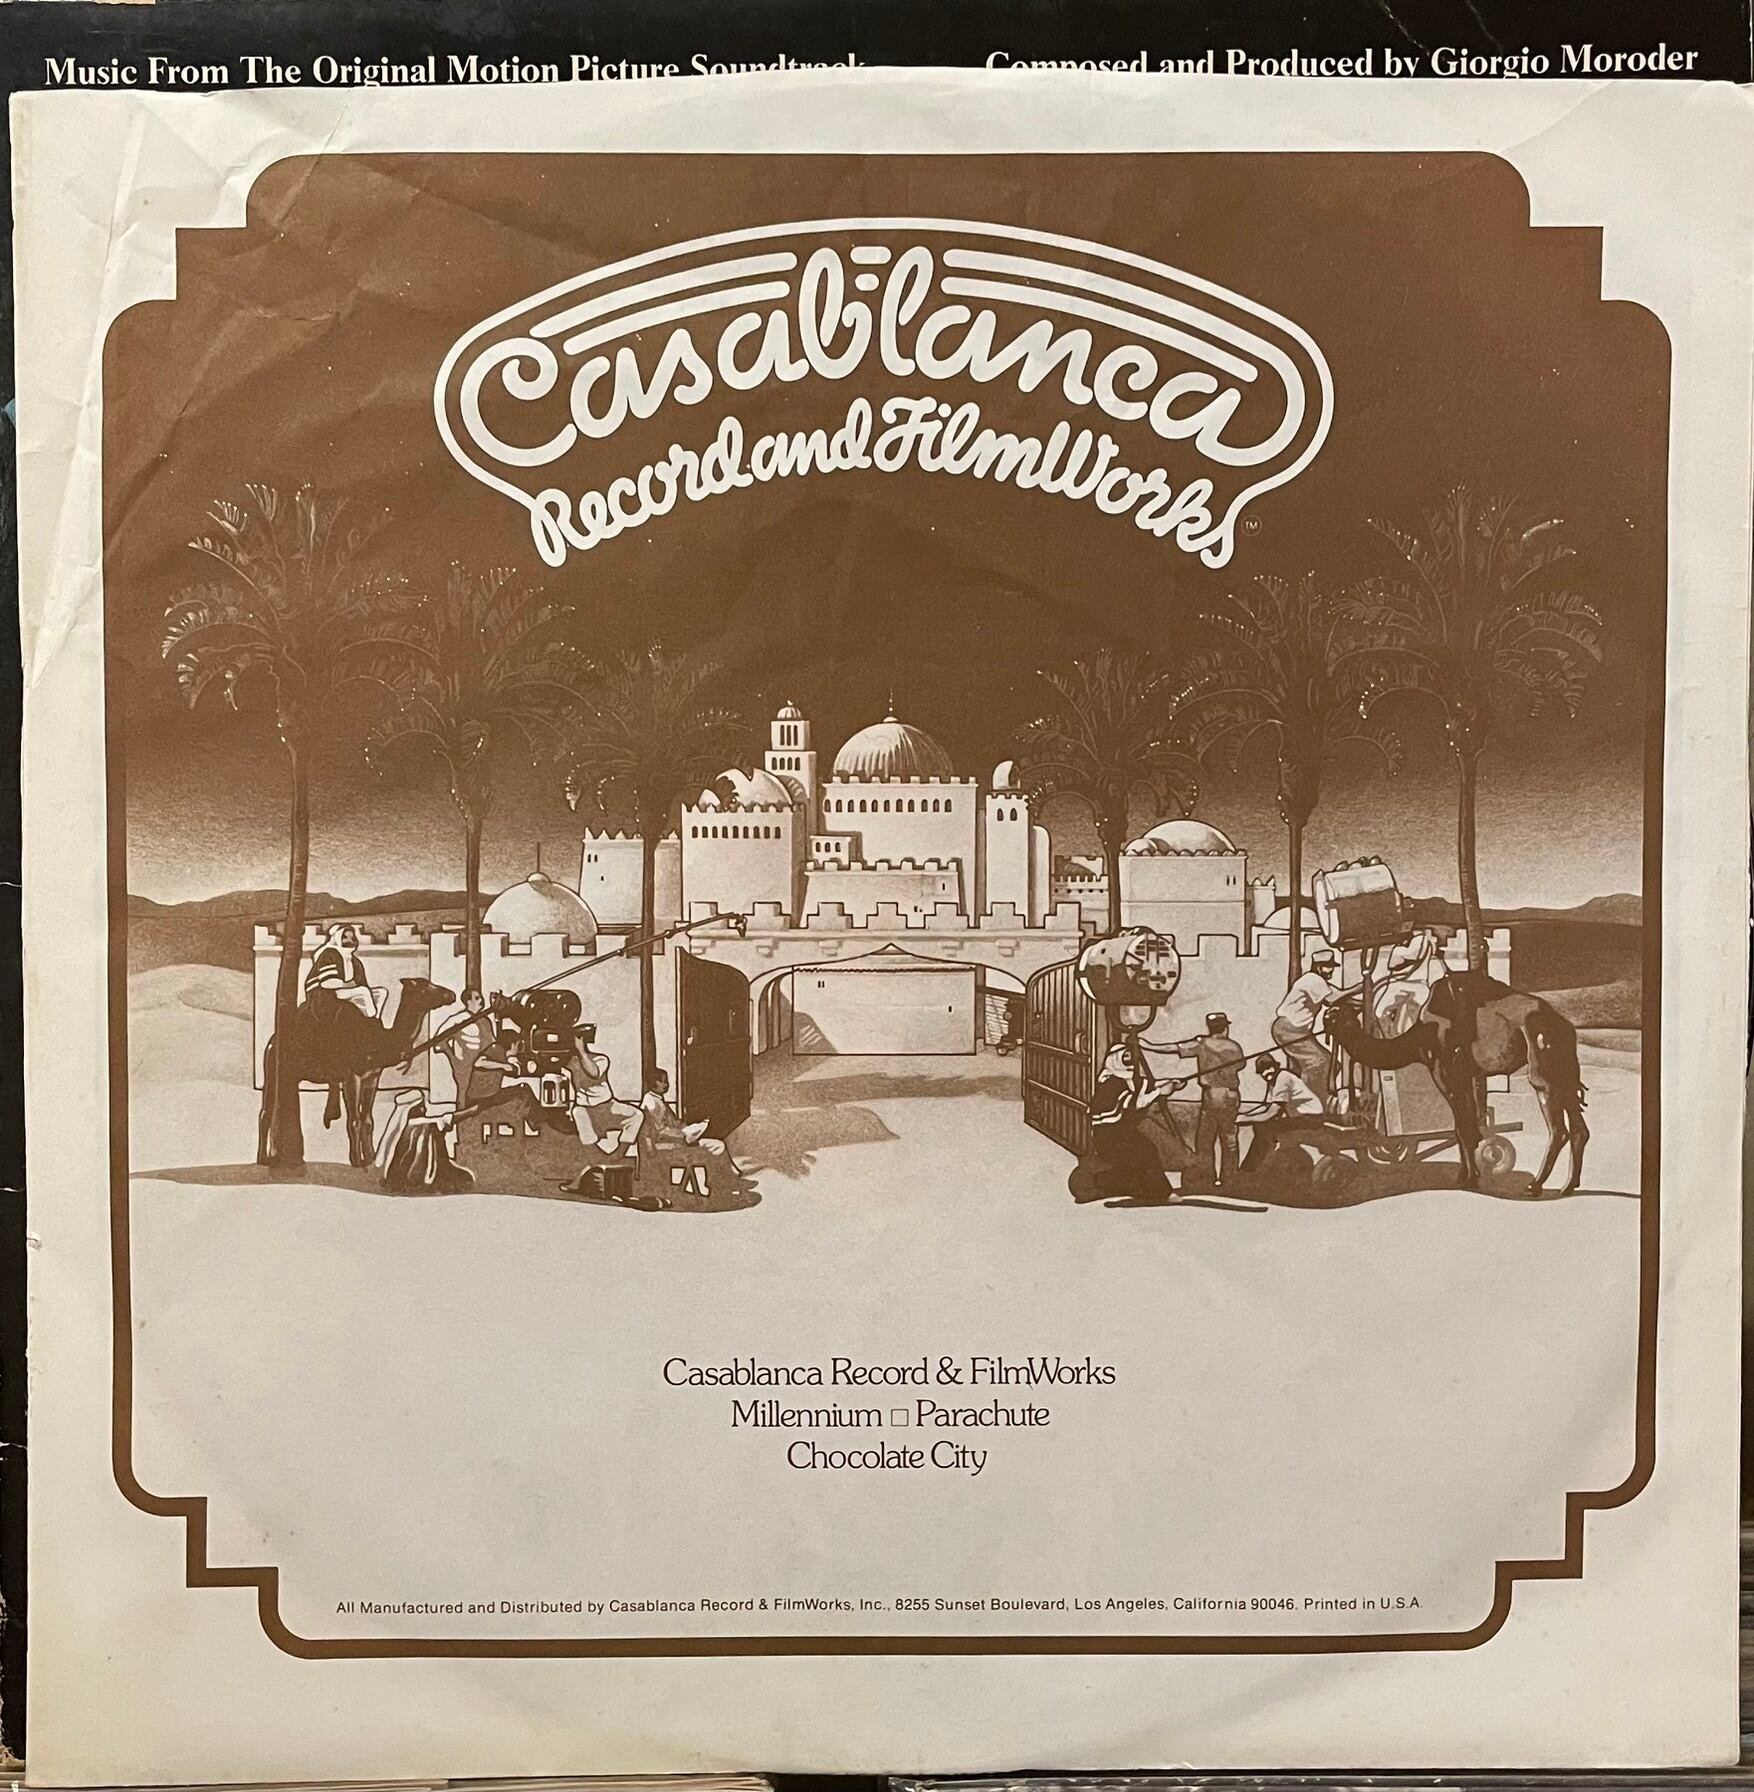 Music From The Original Motion Picture Soundtrack
Composed and Produced by Giorgio Moroder
Casablanca
Record and FilmWorks
TM
Casablanca Record & FilmWorks
Millennium □ Parachute
Chocolate City
All Manufactured and Distributed by Casablanca Record & FilmWorks, Inc., 8255 Sunset Boulevard, Los Angeles, California 90046. Printed in U.S.A.